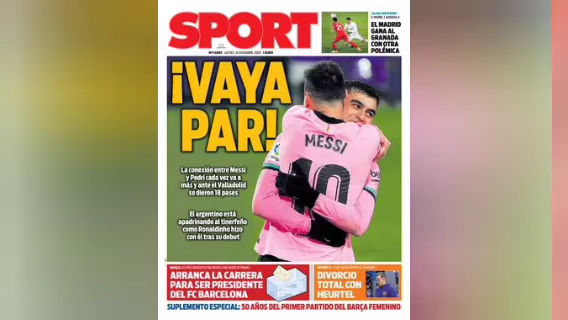 SPORT
EL MADRID
GANA AL
GRANADA
CON OTRA
POLÉMICA
¡VAYA
PAR!
MESSI
10
La conexión entre Messi
y Pedri cada vez va a
más y ante el Valladolid
se dieron 18 pases
El argentino está
apadrinando al tinerfeño
como Ronaldinho hizo
con él tras su debut
ARRANCA LA CARRERA
PARA SER PRESIDENTE
DEL FC BARCELONA
DIVORCIO
TOTAL CON
HEURTEL
SUPLEMENTO ESPECIAL: 50 AÑOS DEL PRIMER PARTIDO DEL BARÇA FEMENINO